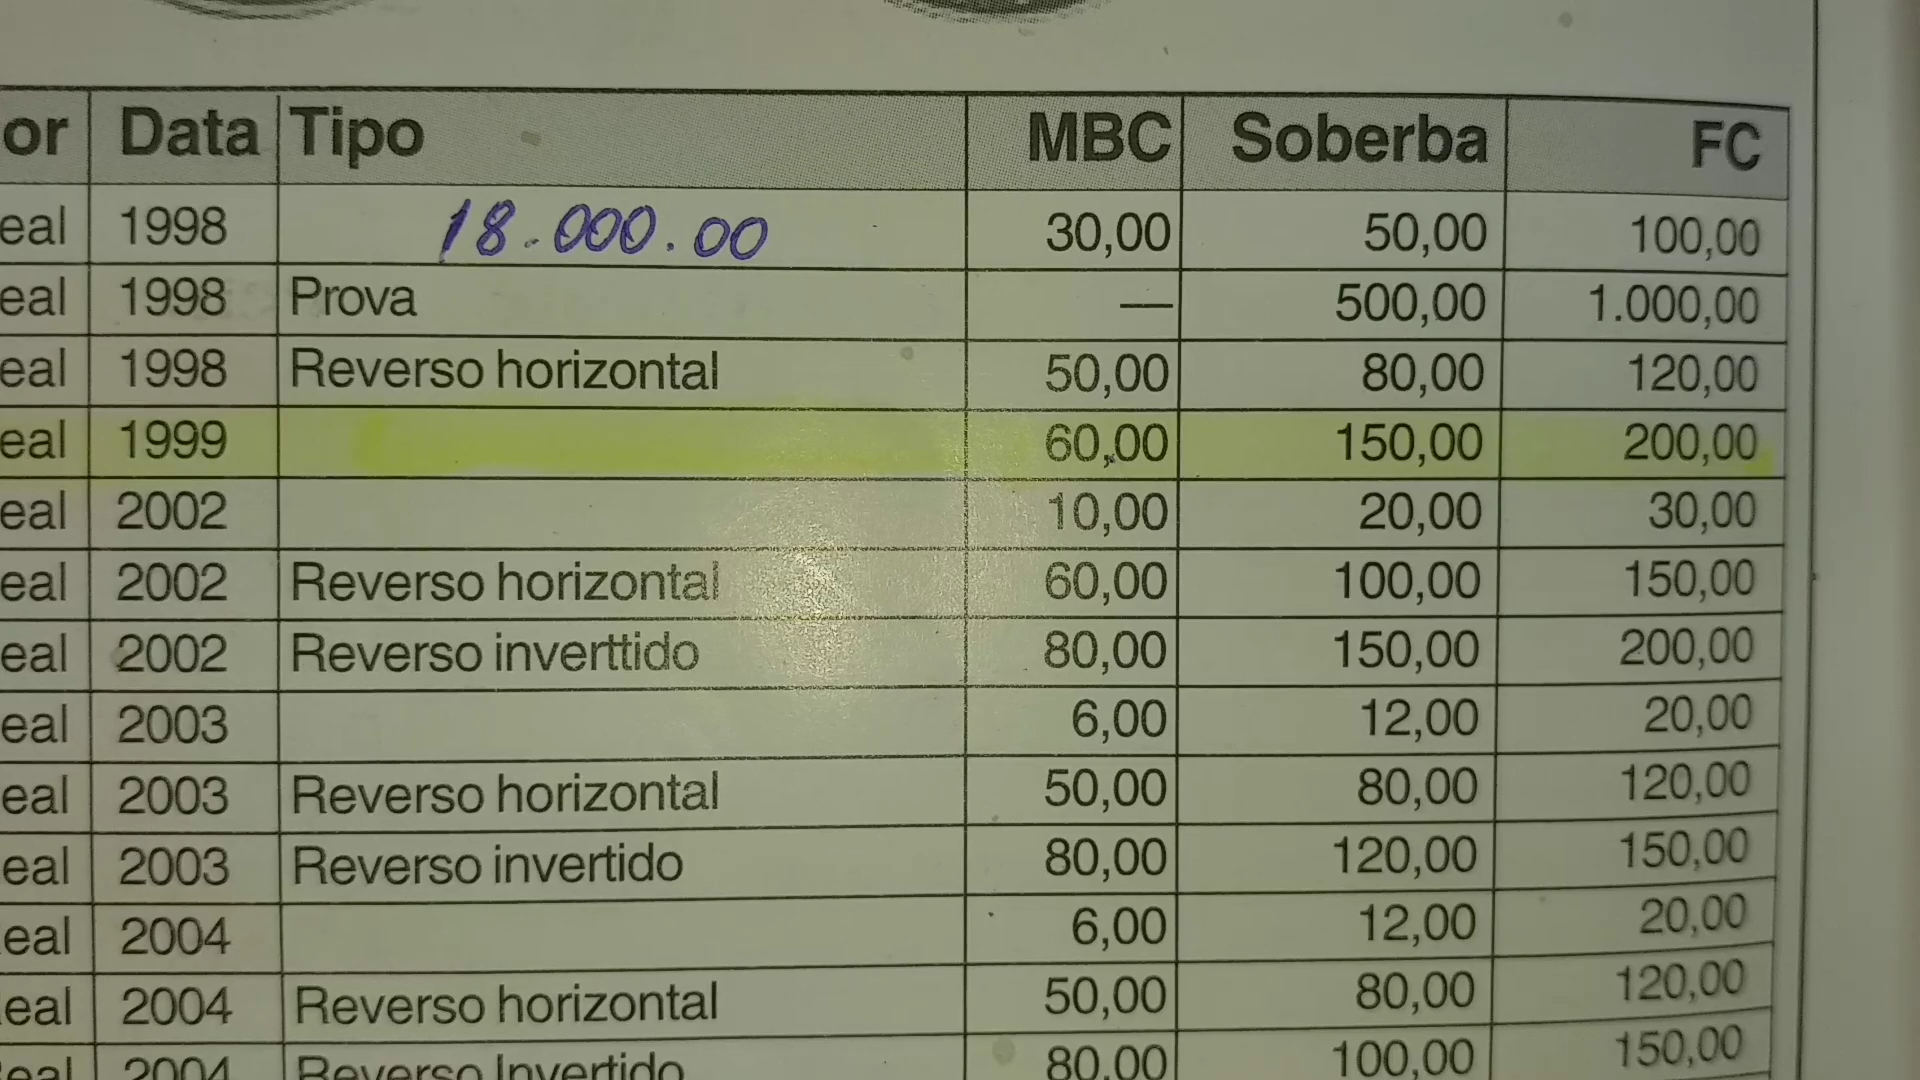 or Data Tipo MBC Soberba FC
eal 1998 18.000.00 30,00 50,00 100,00
eal 1998 Prova — 500,00 1.000,00
eal 1998 Reverso horizontal 50,00 80,00 120,00
eal 1999 60,00 150,00 200,00
eal 2002 10,00 20,00 30,00
eal 2002 Reverso horizontal 60,00 100,00 150,00
eal 2002 Reverso inverttido 80,00 150,00 200,00
eal 2003 6,00 12,00 20,00
eal 2003 Reverso horizontal 50,00 80,00 120,00
eal 2003 Reverso invertido 80,00 120,00 150,00
eal 2004 6,00 12,00 20,00
eal 2004 Reverso horizontal 50,00 80,00 120,00
eal 2004 Reverso Invertido 80,00 100,00 150,00